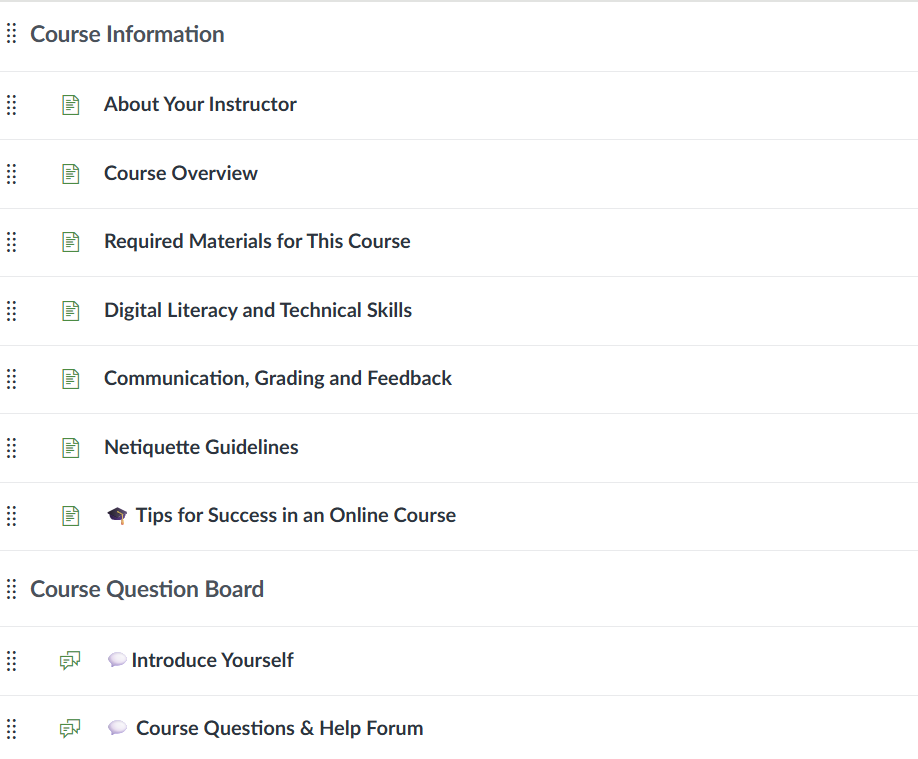 Course Information
About Your Instructor
Course Overview
Required Materials for This Course
Digital Literacy and Technical Skills
Communication, Grading and Feedback
Netiquette Guidelines
🎓 Tips for Success in an Online Course
Course Question Board
💬 Introduce Yourself
💬 Course Questions & Help Forum